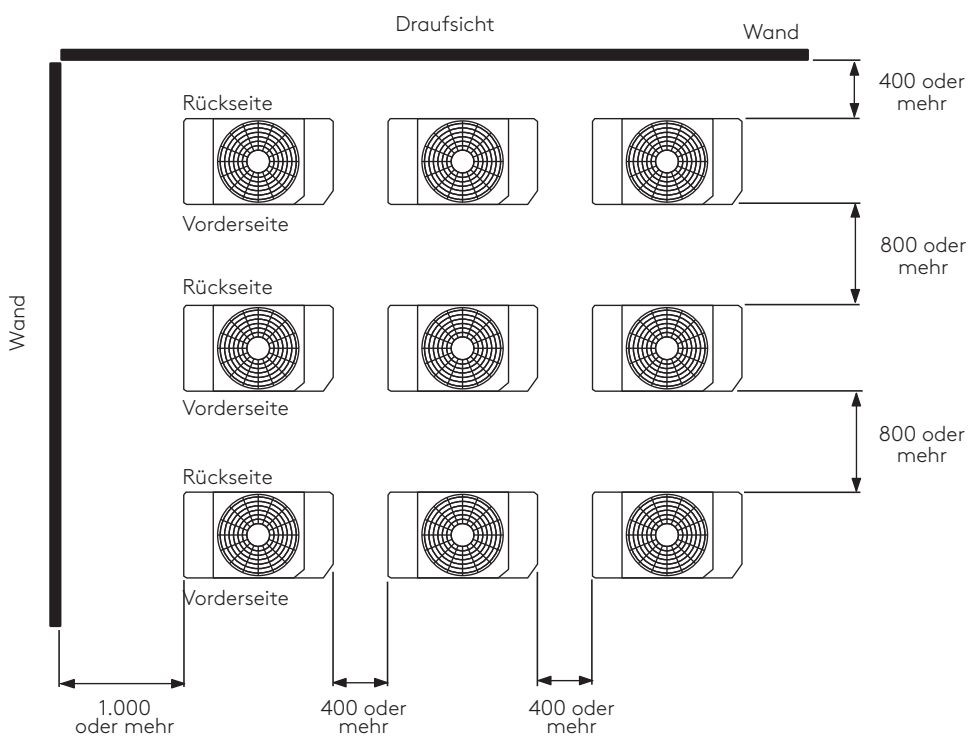 Draufsicht
Wand
400 oder
mehr
Rückseite
Vorderseite
800 oder
mehr
Rückseite
Wand
Vorderseite
800 oder
mehr
Rückseite
Vorderseite
1.000
oder mehr
400 oder
mehr
400 oder
mehr